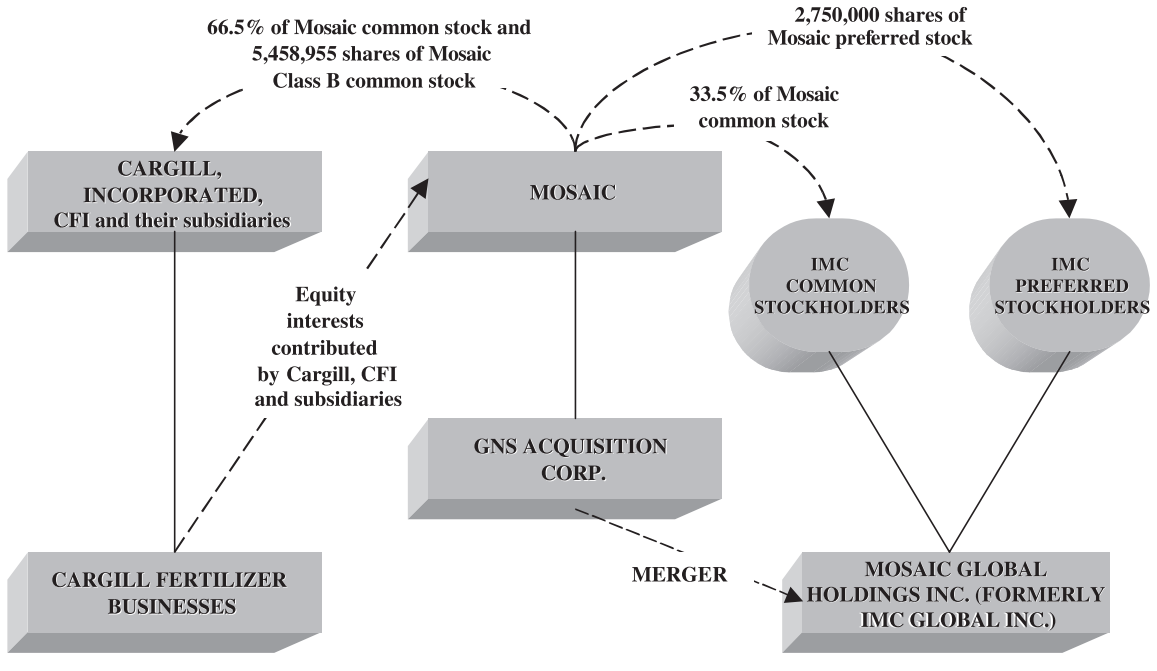 66.5% of Mosaic common stock and
5,458,955 shares of Mosaic
Class B common stock
2,750,000 shares of
Mosaic preferred stock
33.5% of Mosaic
common stock
CARGILL,
INCORPORATED,
CFI and their subsidiaries
MOSAIC
IMC
COMMON
STOCKHOLDERS
IMC
PREFERRED
STOCKHOLDERS
Equity
interests
contributed
by Cargill, CFI
and subsidiaries
GNS ACQUISITION
CORP.
MERGER
CARGILL FERTILIZER
BUSINESSES
MOSAIC GLOBAL
HOLDINGS INC. (FORMERLY
IMC GLOBAL INC.)